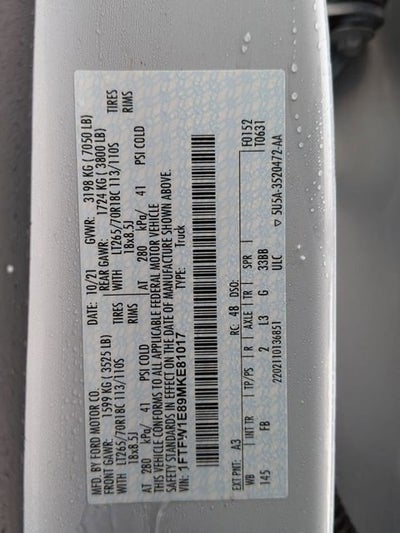 MFD. BY FORD MOTOR CO.
DATE: 10/21 GVWR: 3198 KG (7050 LB)
FRONT GAWR: 1599 KG (3525 LB) REAR GAWR: 1724 KG (3800 LB)
WITH LT265/70R18C 113/110S TIRES WITH LT265/70R18C 113/110S TIRES
18x8.5J RIMS 18x8.5J RIMS
AT 280 kPa/ 41 PSI COLD AT 280 kPa/ 41 PSI COLD
THIS VEHICLE CONFORMS TO ALL APPLICABLE FEDERAL MOTOR VEHICLE
SAFETY STANDARDS IN EFFECT ON THE DATE OF MANUFACTURE SHOWN ABOVE.
VIN: 1FTFW1E89MKE81017
TYPE: Truck
F0152
T0631
EXT PNT: A3 RC: 48 DSO:
WB INT TR TP/PS R AXLE TR SPR
145 FB 2 L3 G 33BB
2202110136851 ULC ▽ 5U5A-3520472-AA